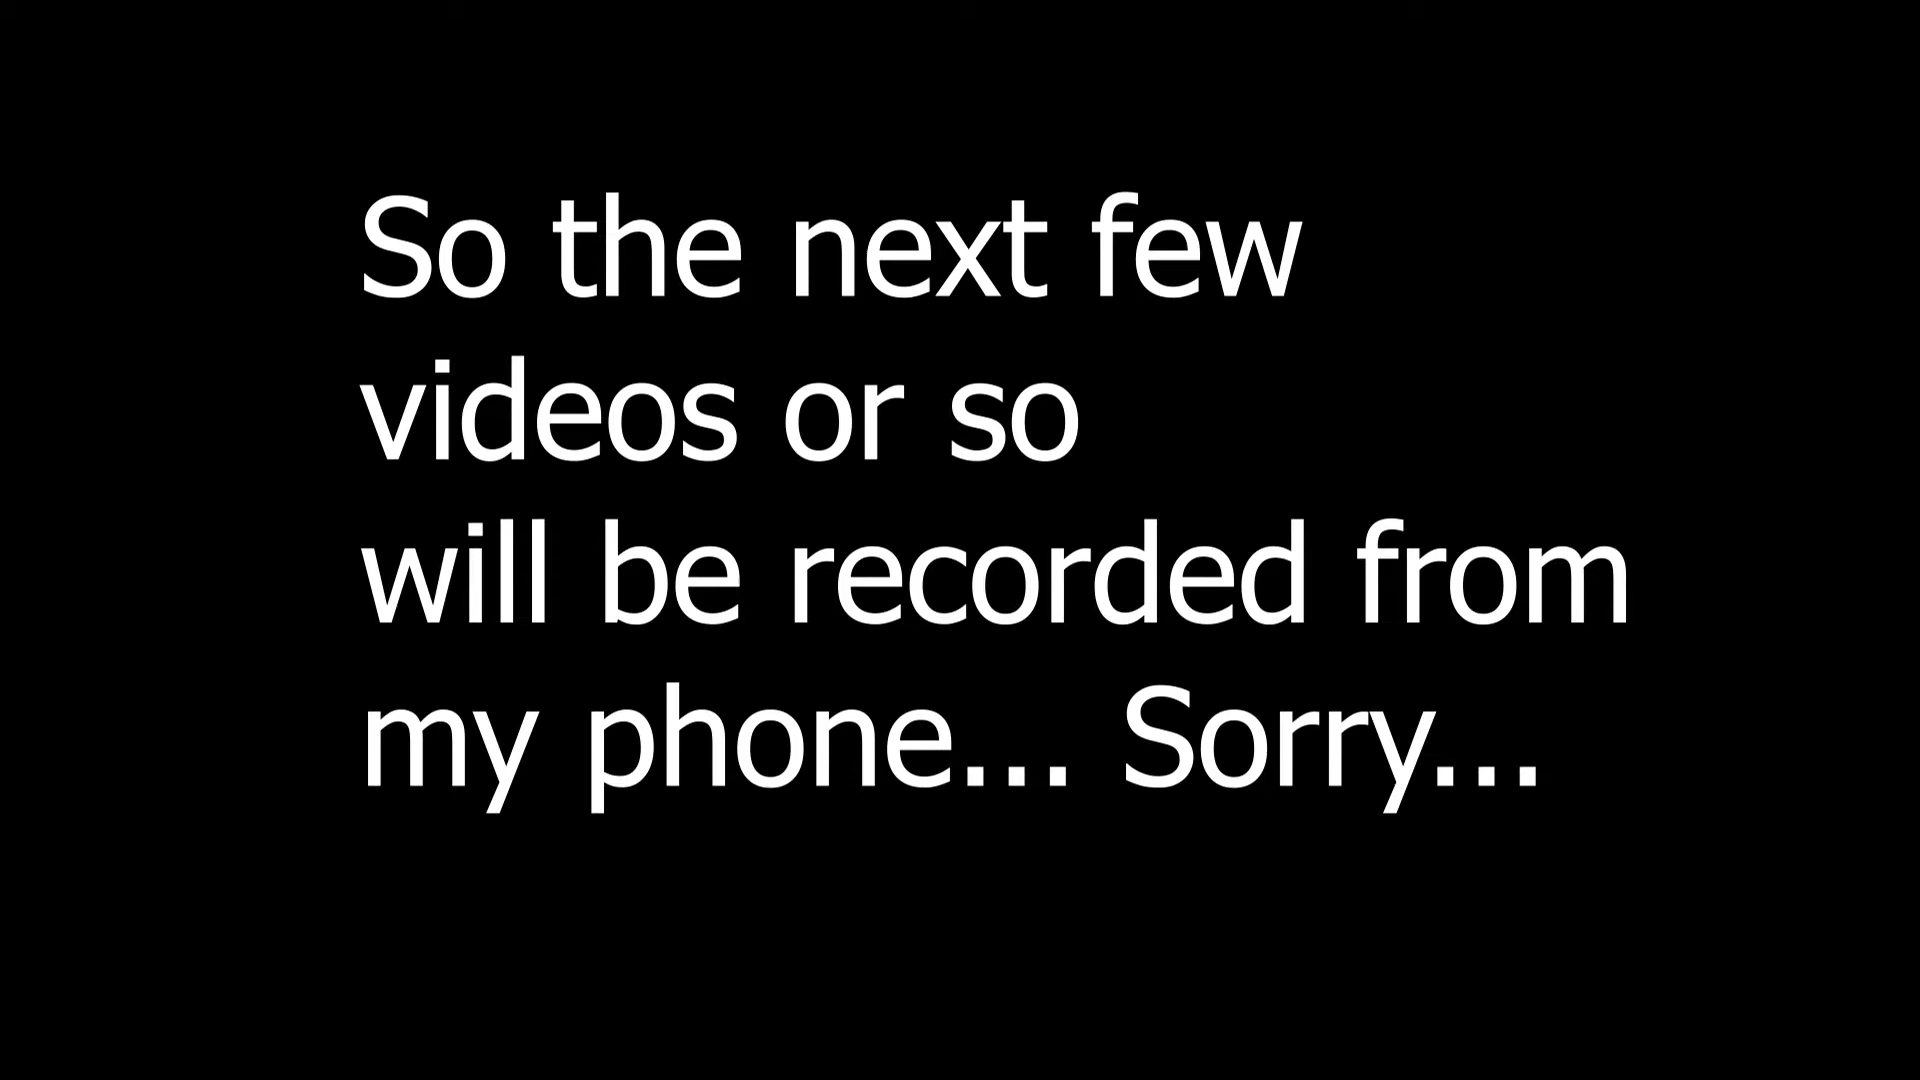 So the next few
videos or so
will be recorded from
my phone... Sorry...